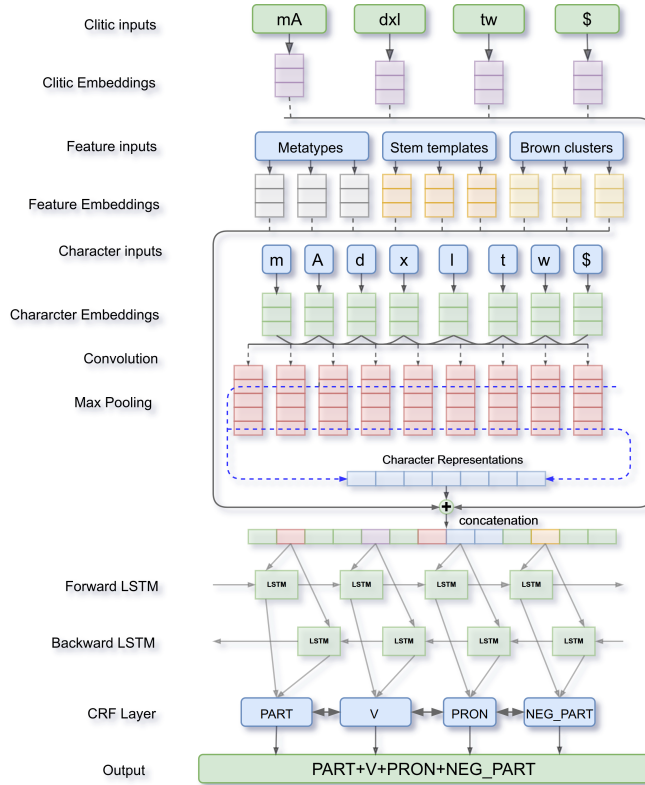 Clitic inputs mA dxl tw $
Clitic Embeddings
Feature inputs Metatypes Stem templates Brown clusters
Feature Embeddings
Character inputs m A d x l t w $
Chararcter Embeddings
Convolution
Max Pooling
Character Representations
+
concatenation
Forward LSTM LSTM LSTM LSTM LSTM
Backward LSTM LSTM LSTM LSTM LSTM
CRF Layer PART V PRON NEG_PART
Output PART+V+PRON+NEG_PART